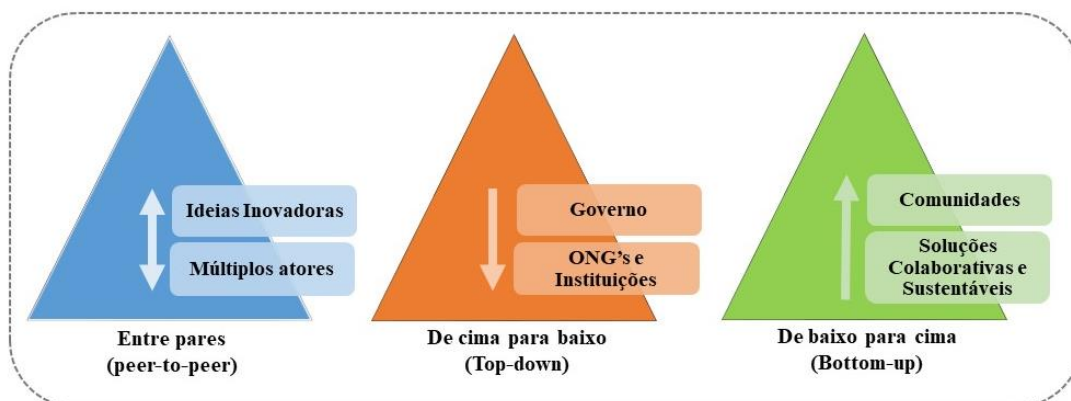 Ideias Inovadoras
Múltiplos atores
Entre pares
(peer-to-peer)
Governo
ONG’s e
Instituições
De cima para baixo
(Top-down)
Comunidades
Soluções
Colaborativas e
Sustentáveis
De baixo para cima
(Bottom-up)